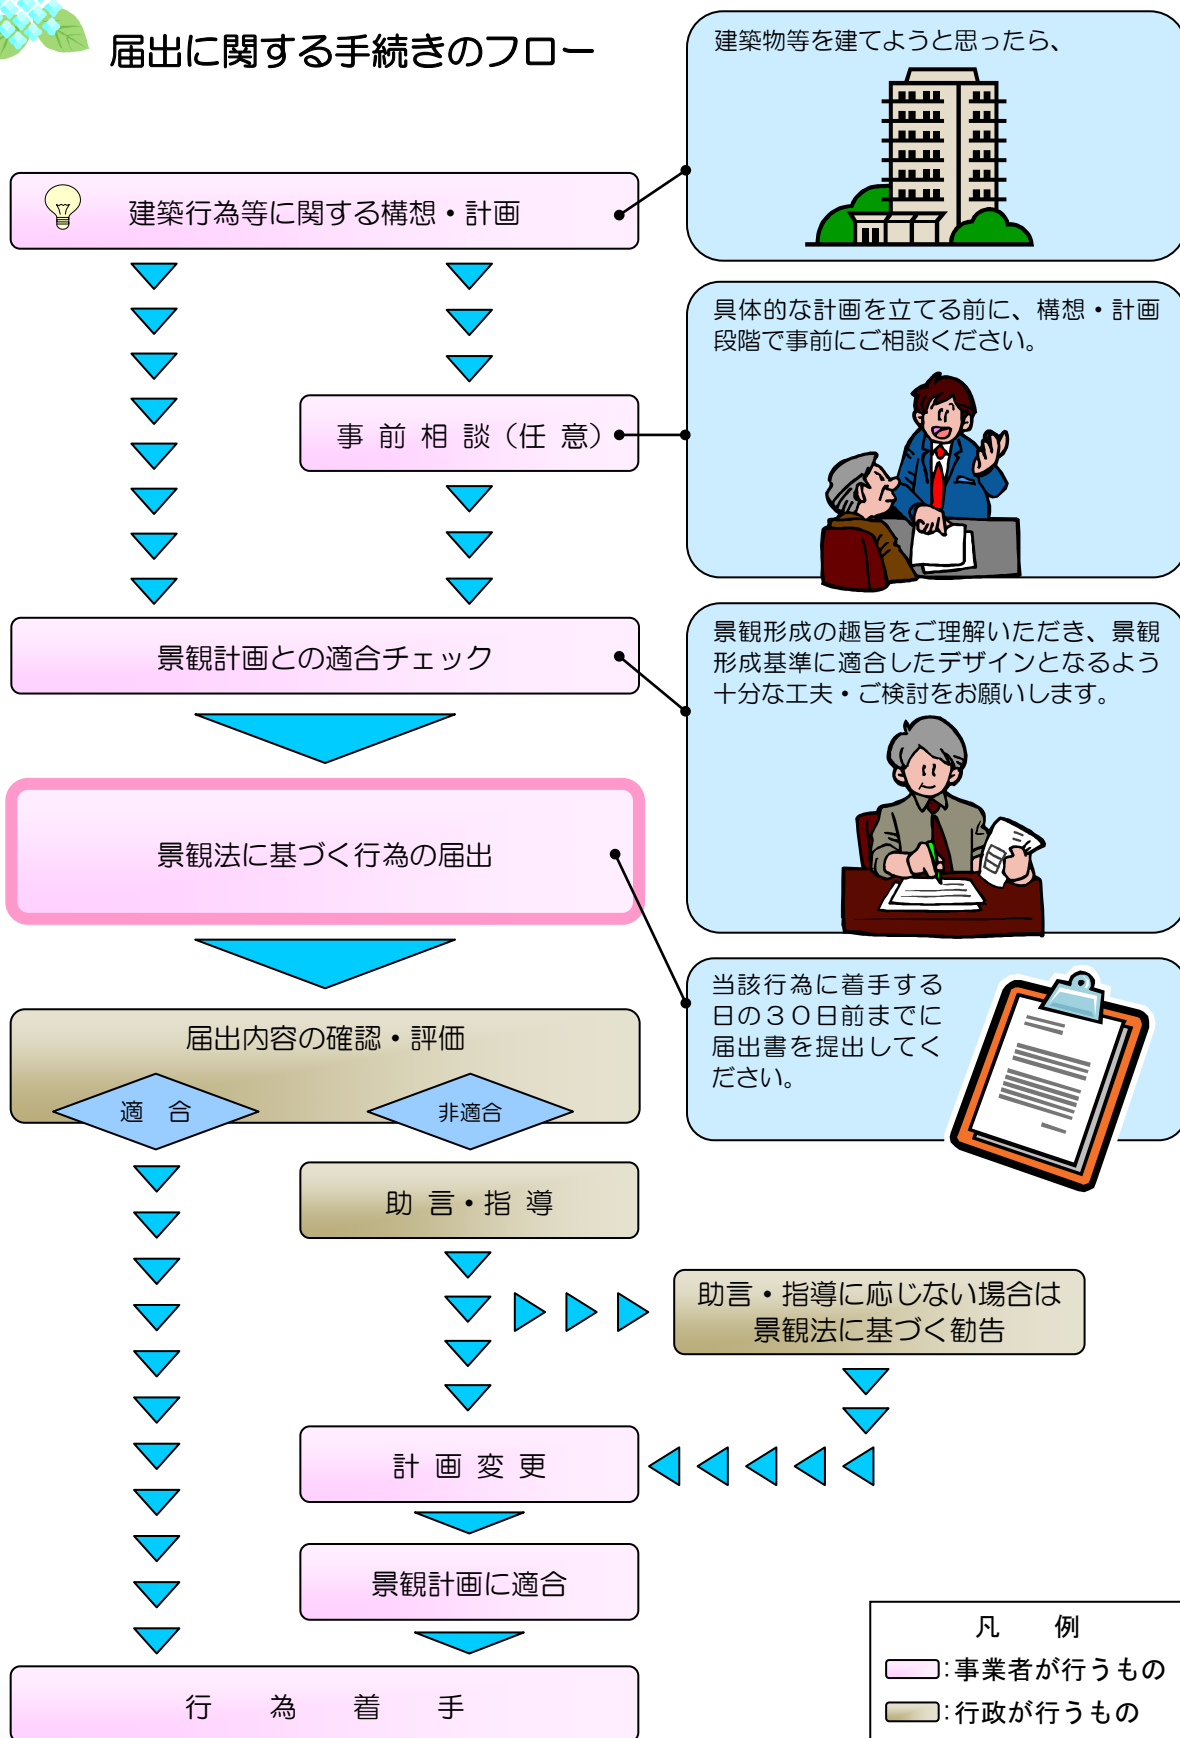 届出に関する手続きのフロー
建築物等を建てようと思ったら、
建築行為等に関する構想・計画
具体的な計画を立てる前に、構想・計画
段階で事前にご相談ください。
事 前 相 談（任 意）
景観形成の趣旨をご理解いただき、景観
形成基準に適合したデザインとなるよう
十分な工夫・ご検討をお願いします。
景観計画との適合チェック
景観法に基づく行為の届出
当該行為に着手する
日の３０日前までに
届出書を提出してく
ださい。
届出内容の確認・評価
適　合
非適合
助 言・指 導
助言・指導に応じない場合は
景観法に基づく勧告
計 画 変 更
景観計画に適合
行　為　着　手
凡　例
：事業者が行うもの
：行政が行うもの